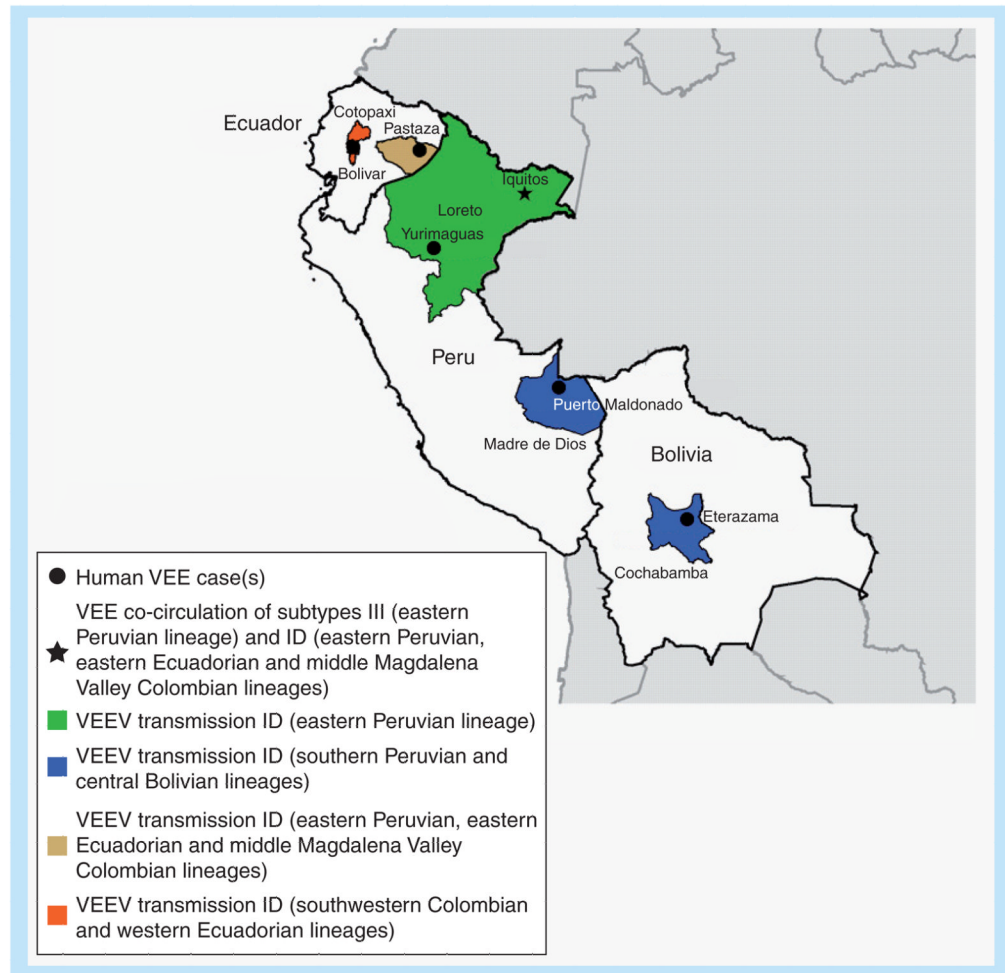 Cotopaxi
Ecuador
Pastaza
Bolivar
Iquitos
Loreto
Yurimaguas
Peru
Puerto Maldonado
Madre de Dios
Bolivia
Eterazama
Cochabamba
Human VEE case(s)
VEE co-circulation of subtypes III (eastern
Peruvian lineage) and ID (eastern Peruvian,
eastern Ecuadorian and middle Magdalena
Valley Colombian lineages)
VEEV transmission ID (eastern Peruvian lineage)
VEEV transmission ID (southern Peruvian and
central Bolivian lineages)
VEEV transmission ID (eastern Peruvian, eastern
Ecuadorian and middle Magdalena Valley
Colombian lineages)
VEEV transmission ID (southwestern Colombian
and western Ecuadorian lineages)